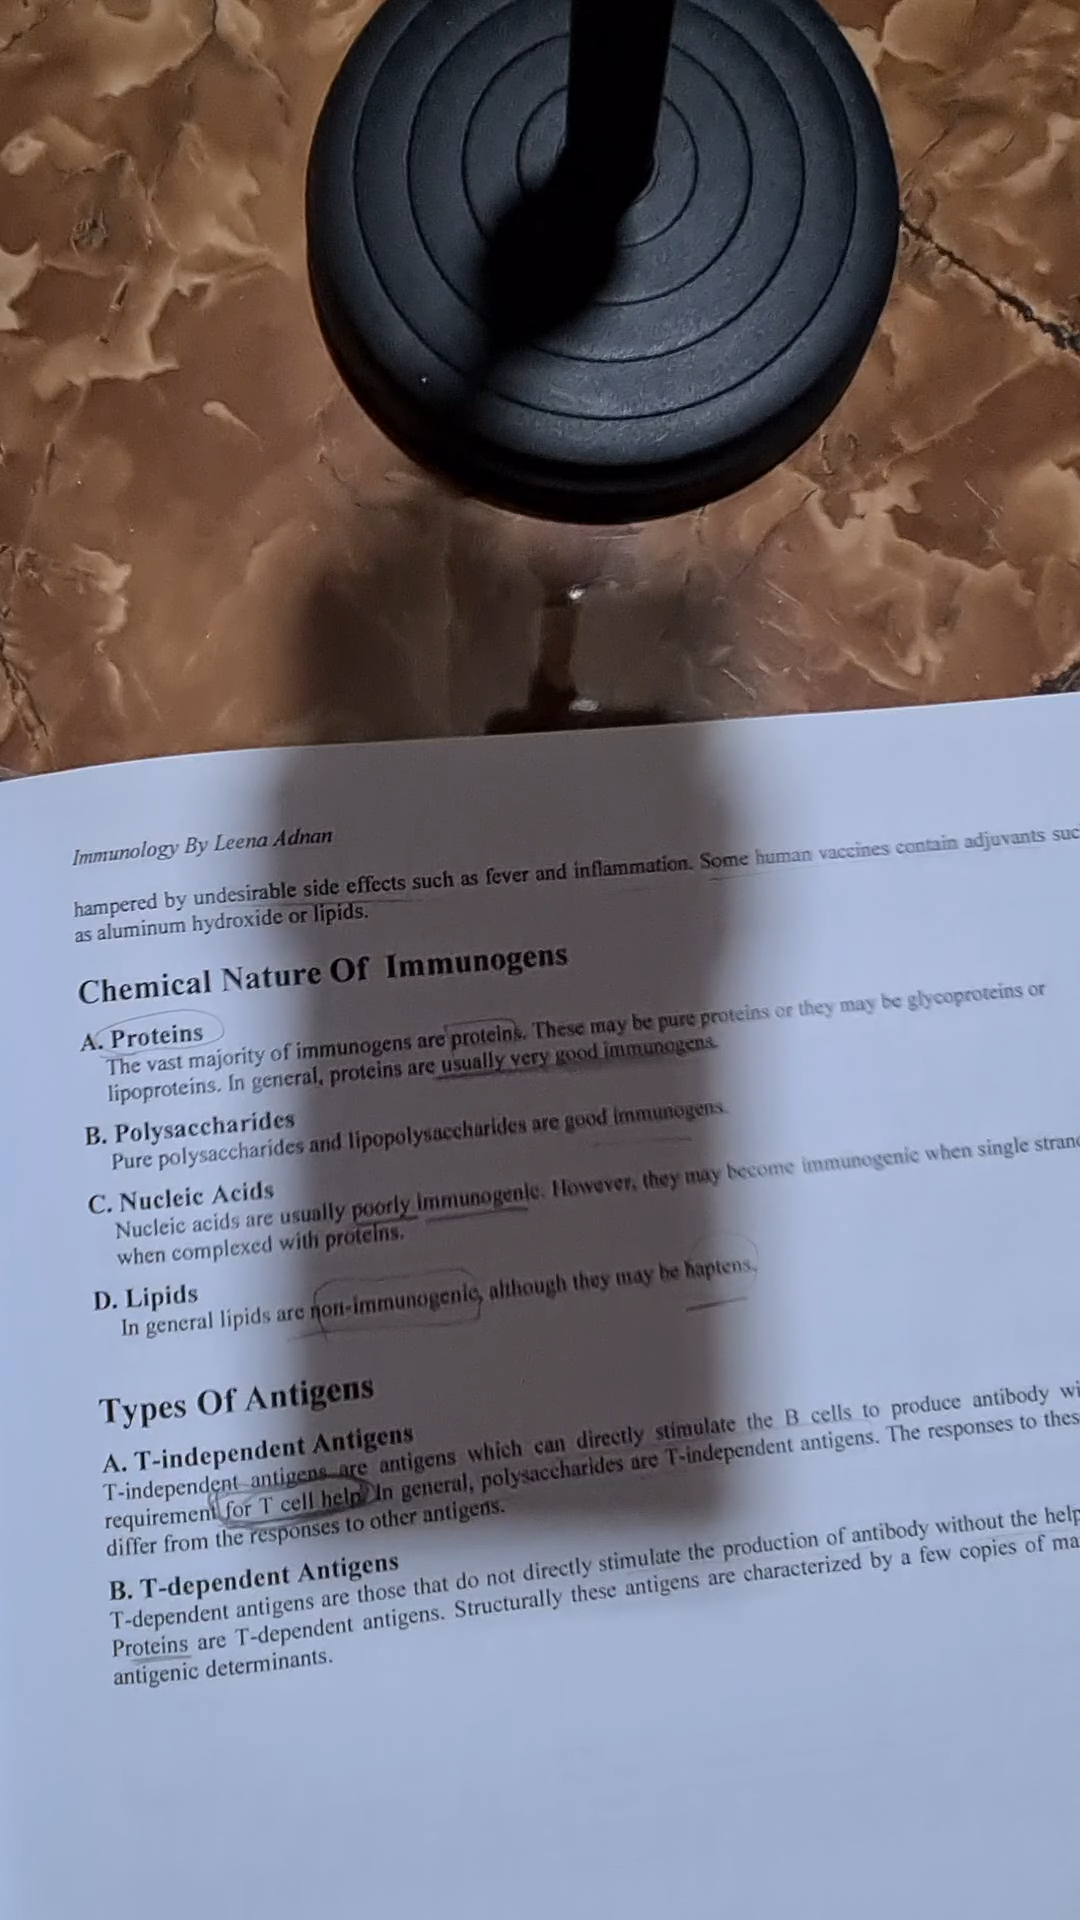 Immunology By Leena Adnan
hampered by undesirable side effects such as fever and inflammation. Some human vaccines contain adjuvants suc
as aluminum hydroxide or lipids.
Chemical Nature Of Immunogens
A. Proteins
The vast majority of immunogens are proteins. These may be pure proteins or they may be glycoproteins or
lipoproteins. In general, proteins are usually very good immunogens.
B. Polysaccharides
Pure polysaccharides and lipopolysaccharides are good immunogens.
C. Nucleic Acids
Nucleic acids are usually poorly immunogenic. However, they may become immunogenic when single strand
when complexed with proteins.
D. Lipids
In general lipids are non-immunogenic, although they may be haptens.
Types Of Antigens
A. T-independent Antigens
T-independent antigens are antigens which can directly stimulate the B cells to produce antibody wi
requirement for T cell help In general, polysaccharides are T-independent antigens. The responses to thes
differ from the responses to other antigens.
B. T-dependent Antigens
T-dependent antigens are those that do not directly stimulate the production of antibody without the help
Proteins are T-dependent antigens. Structurally these antigens are characterized by a few copies of ma
antigenic determinants.